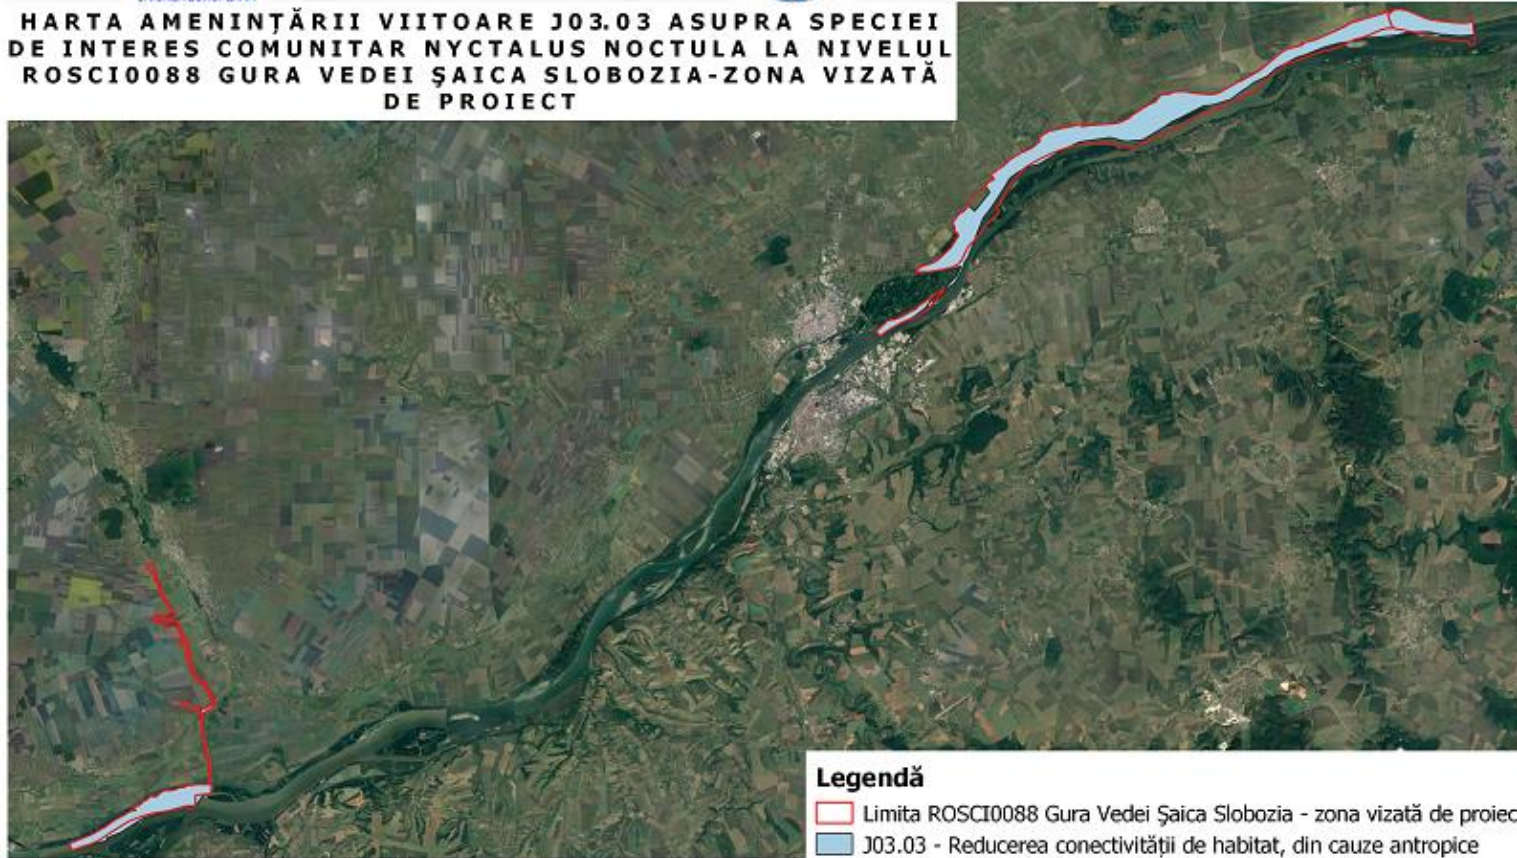 HARTA AMENINȚĂRII VIITOARE J03.03 ASUPRA SPECIEI
DE INTERES COMUNITAR NYCTALUS NOCTULA LA NIVELUL
ROSCI0088 GURA VEDEI ŞAICA SLOBOZIA-ZONA VIZATĂ
DE PROIECT
Legendă
Limita ROSCI0088 Gura Vedei Şaica Slobozia - zona vizată de proiec
J03.03 - Reducerea conectivității de habitat, din cauze antropice